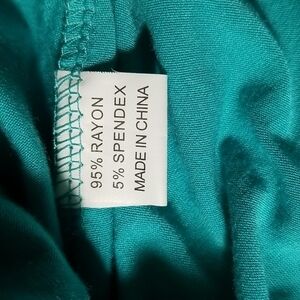 95% RAYON
5% SPENDEX
MADE IN CHINA